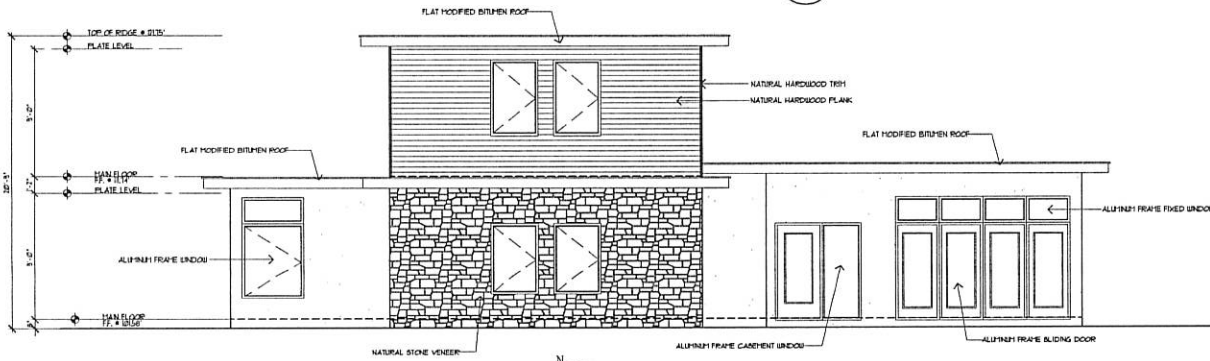 FLAT MODIFIED BITUMEN ROOF
TOP OF RIDGE
PLATE LEVEL
NATURAL HARDWOOD TRIM
NATURAL HARDWOOD PLANK
FLAT MODIFIED BITUMEN ROOF
FLAT MODIFIED BITUMEN ROOF
MAIN FLOOR
PLATE LEVEL
ALUMINUM FRAME FIXED WINDOW
ALUMINUM FRAME WINDOW
MAIN FLOOR
NATURAL STONE VENEER
ALUMINUM FRAME CASEMENT WINDOW
ALUMINUM FRAME SLIDING DOOR